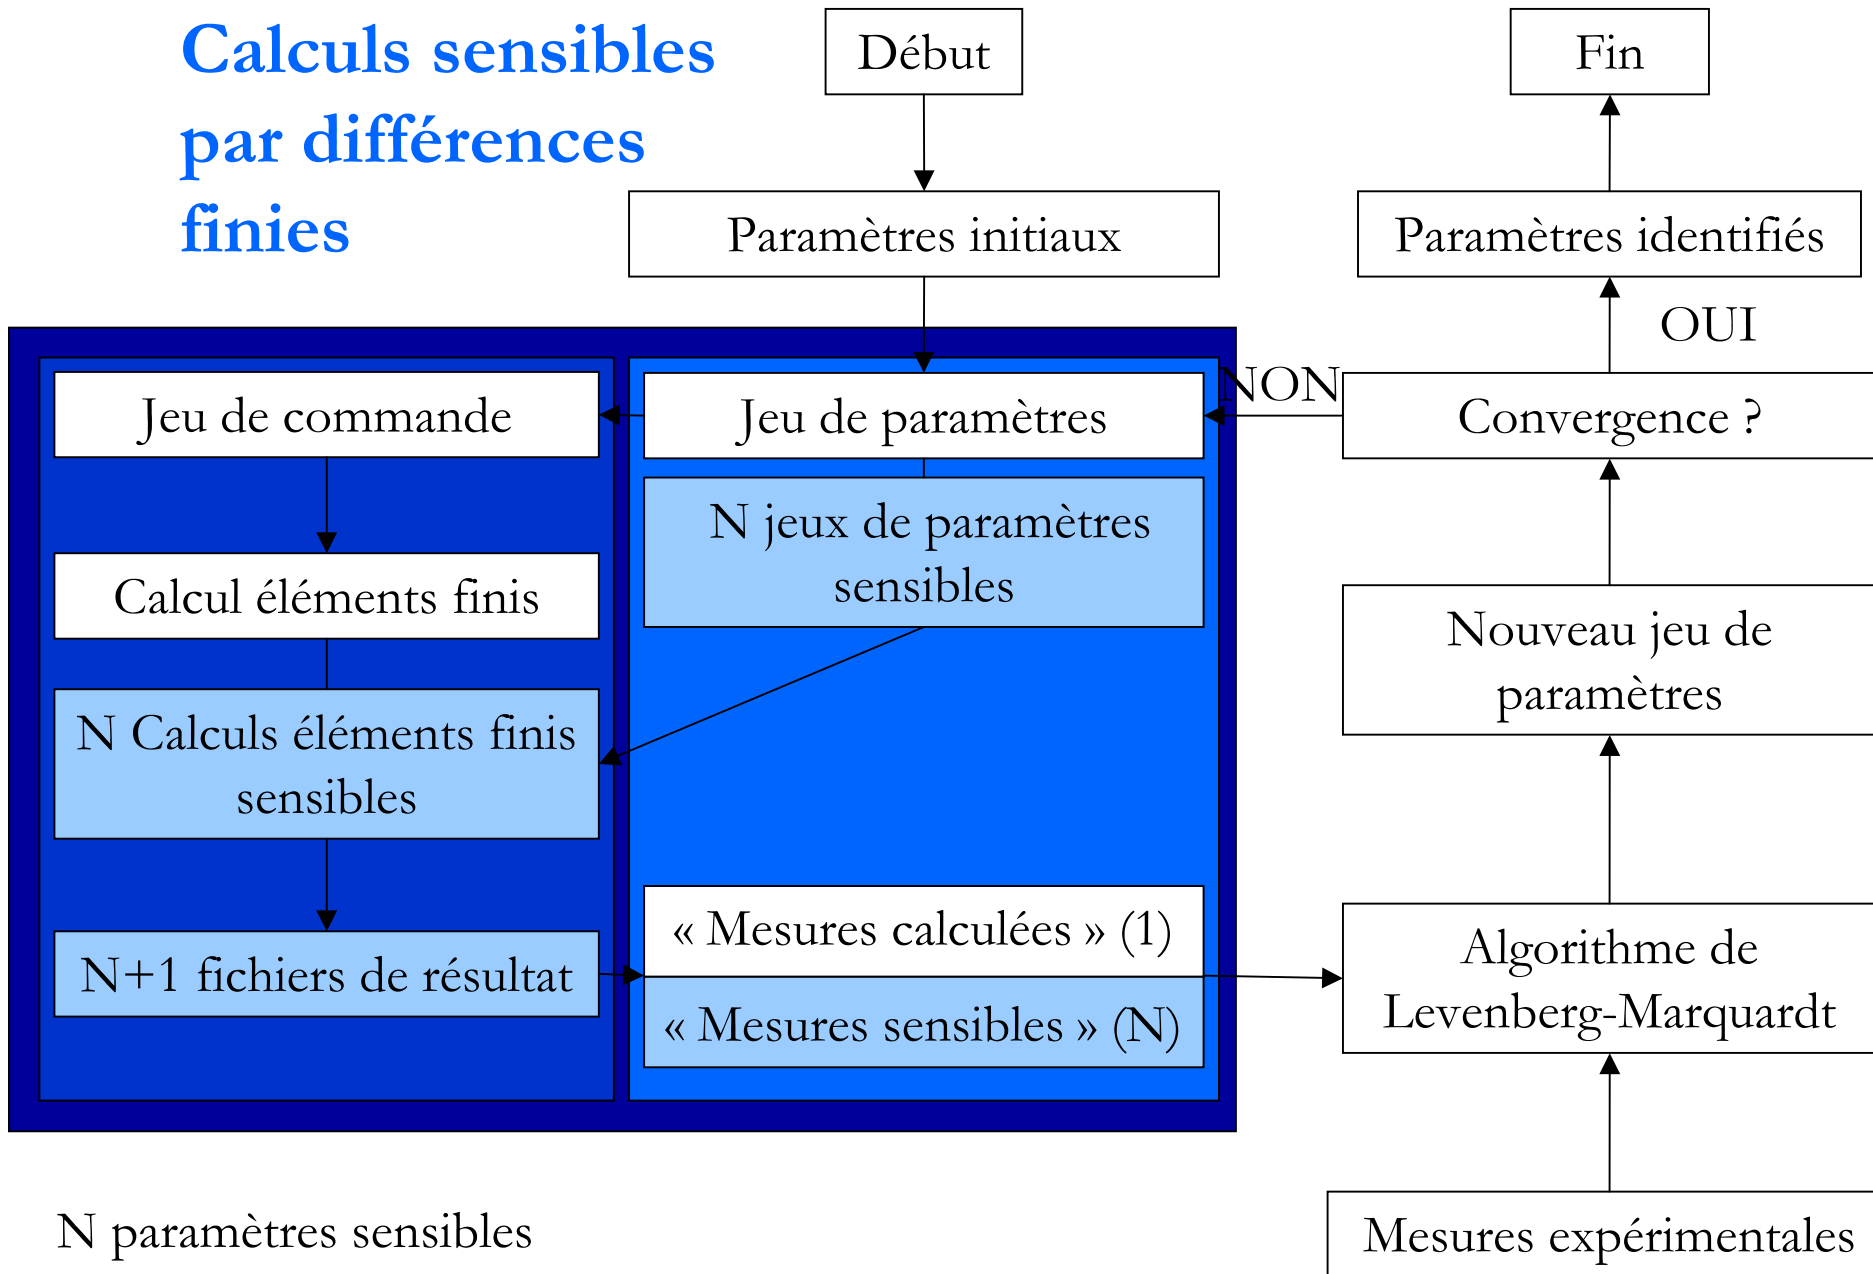 Calculs sensibles
par différences
finies
Début
Fin
Paramètres initiaux
Paramètres identifiés
OUI
NON
Jeu de commande
Jeu de paramètres
Convergence ?
N jeux de paramètres
sensibles
Calcul éléments finis
Nouveau jeu de
paramètres
N Calculs éléments finis
sensibles
« Mesures calculées » (1)
Algorithme de
Levenberg-Marquardt
N+1 fichiers de résultat
« Mesures sensibles » (N)
N paramètres sensibles
Mesures expérimentales